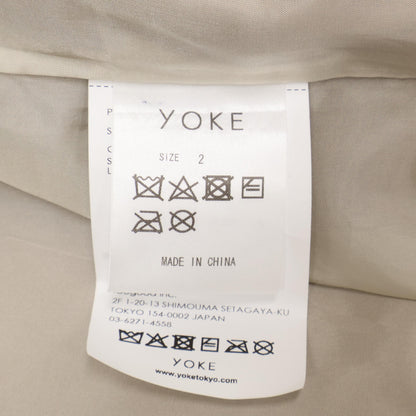 YOKE
SIZE 2
MADE IN CHINA
2F 1-20-13 SHIMOUMA SETAGAYA-KU
TOKYO 154-0002 JAPAN
03-6271-4558
YOKE
www.yoketokyo.com